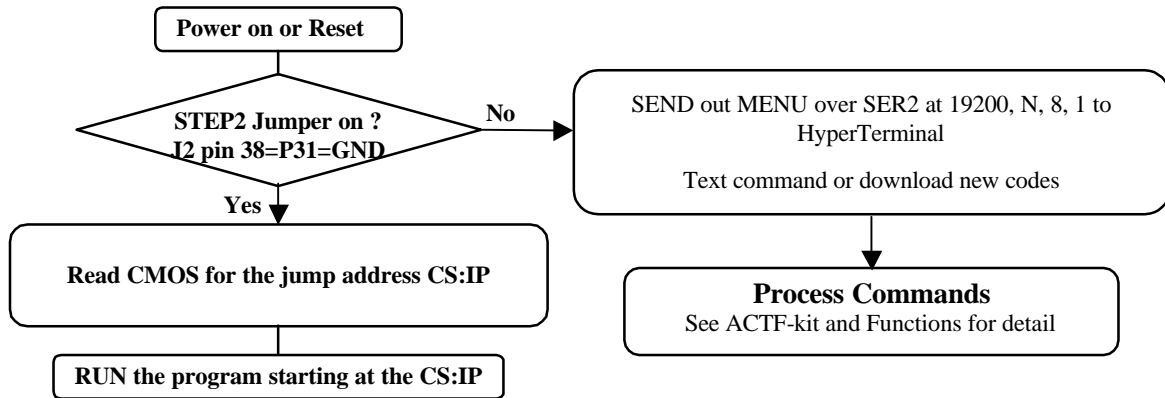 Power on or Reset
STEP2 Jumper on ?
J2 pin 38=P31=GND
No
Yes
SEND out MENU over SER2 at 19200, N, 8, 1 to
HyperTerminal
Text command or download new codes
Read CMOS for the jump address CS:IP
Process Commands
See ACTF-kit and Functions for detail
RUN the program starting at the CS:IP